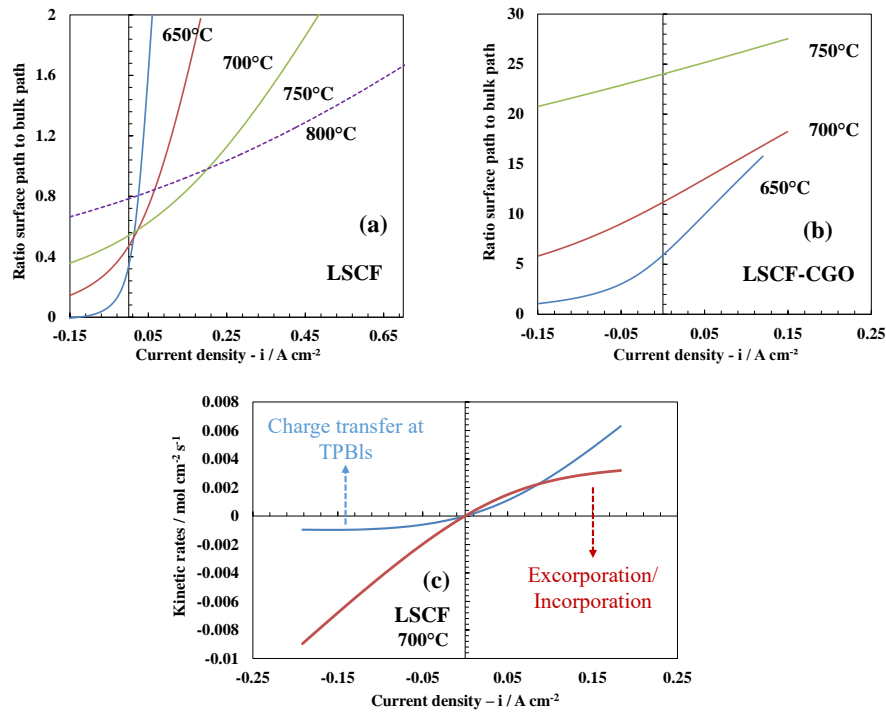 Ratio surface path to bulk path
2
1.6
1.2
0.8
0.4
0
-0.15
0.05
0.25
0.45
0.65
Current density - i / A cm-2
650°C
700°C
750°C
800°C
(a)
LSCF
Ratio surface path to bulk path
30
25
20
15
10
5
0
-0.15
-0.05
0.05
0.15
0.25
Current density - i / A cm-2
750°C
700°C
650°C
(b)
LSCF-CGO
Kinetic rates / mol cm-2 s-1
0.008
0.006
0.004
0.002
0
-0.002
-0.004
-0.006
-0.008
-0.01
-0.25
-0.15
-0.05
0.05
0.15
0.25
Current density – i / A cm-2
Charge transfer at
TPBls
Excorporation/
Incorporation
(c)
LSCF
700°C